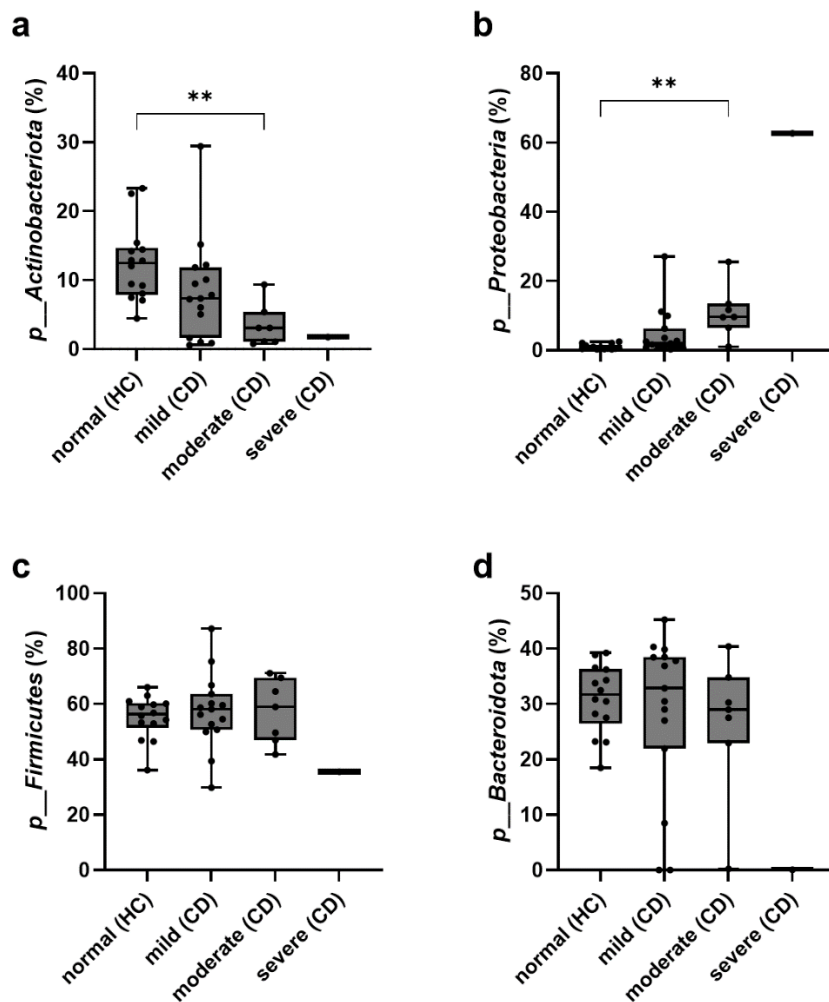 a
p__Actinobacteriota (%)
40
30
20
10
0
**
normal (HC)
mild (CD)
moderate (CD)
severe (CD)
b
p__Proteobacteria (%)
80
60
40
20
0
**
normal (HC)
mild (CD)
moderate (CD)
severe (CD)
c
p__Firmicutes (%)
100
80
60
40
20
0
normal (HC)
mild (CD)
moderate (CD)
severe (CD)
d
p__Bacteroidota (%)
50
40
30
20
10
0
normal (HC)
mild (CD)
moderate (CD)
severe (CD)